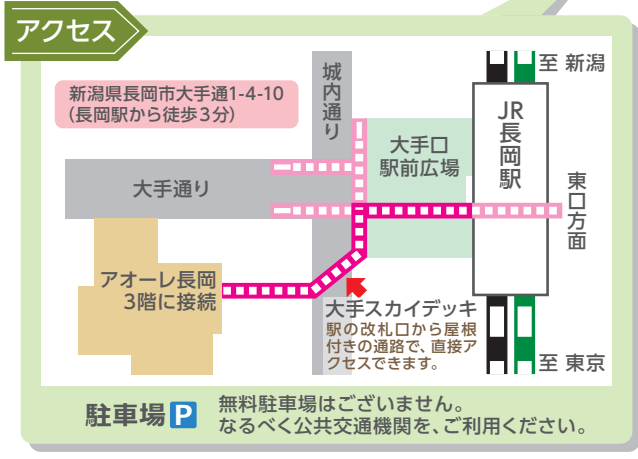 アクセス
新潟県長岡市大手通1-4-10
（長岡駅から徒歩3分）
城内通り
大手口
駅前広場
JR長岡駅
至 新潟
東口方面
大手通り
アオーレ長岡
3階に接続
大手スカイデッキ
駅の改札口から屋根
付きの通路で、直接ア
クセスできます。
至 東京
駐車場 P
無料駐車場はございません。
なるべく公共交通機関を、ご利用ください。